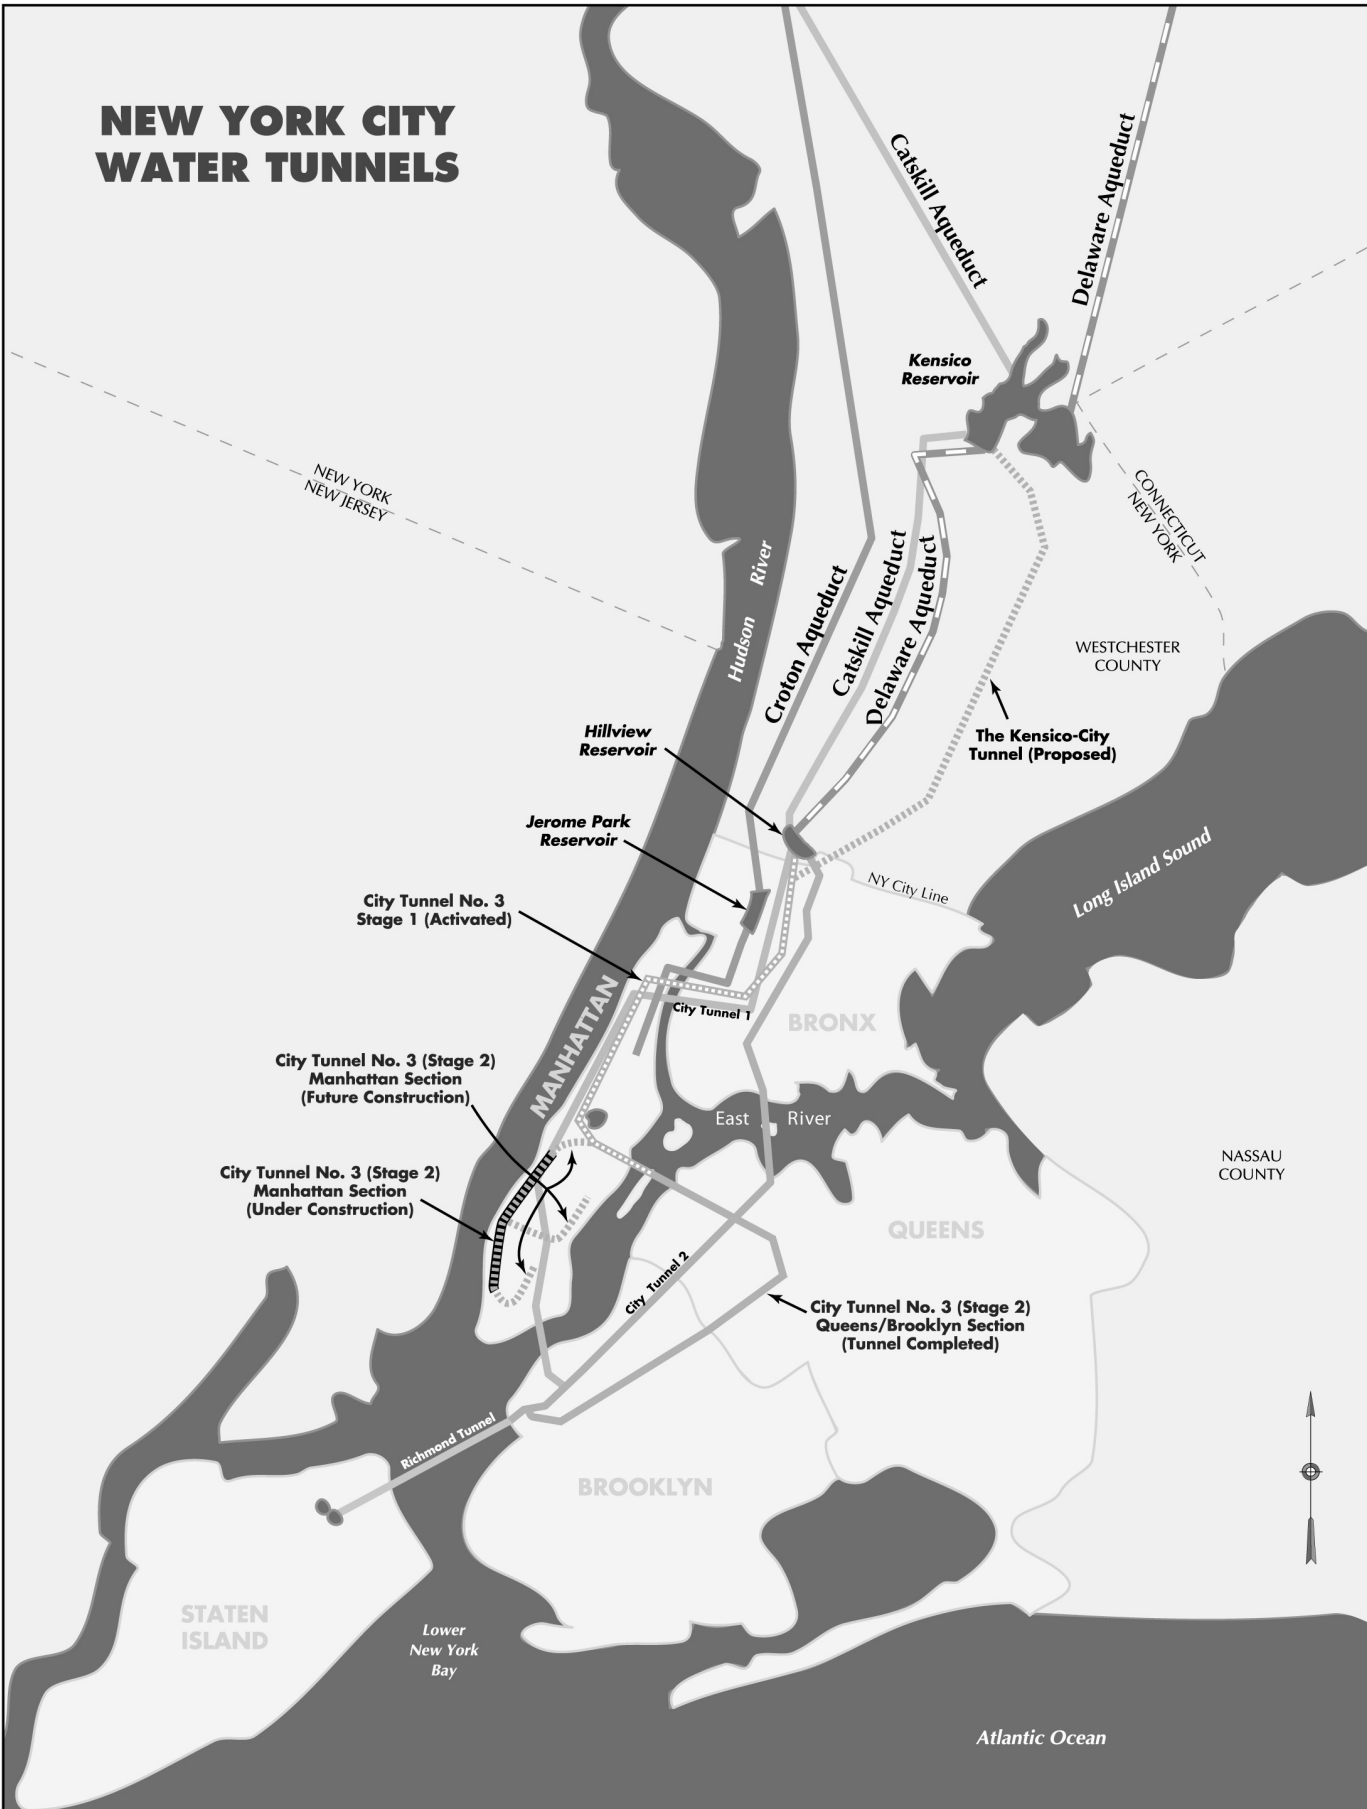 NEW YORK CITY
WATER TUNNELS
Catskill Aqueduct
Delaware Aqueduct
Kensico
Reservoir
NEW YORK
NEW JERSEY
CONNECTICUT
NEW YORK
Hudson River
Croton Aqueduct
Catskill Aqueduct
Delaware Aqueduct
WESTCHESTER
COUNTY
The Kensico-City
Tunnel (Proposed)
Hillview
Reservoir
Jerome Park
Reservoir
NY City Line
Long Island Sound
City Tunnel No. 3
Stage 1 (Activated)
MANHATTAN
City Tunnel 1
BRONX
City Tunnel No. 3 (Stage 2)
Manhattan Section
(Future Construction)
East River
City Tunnel No. 3 (Stage 2)
Manhattan Section
(Under Construction)
NASSAU
COUNTY
QUEENS
City Tunnel 2
City Tunnel No. 3 (Stage 2)
Queens/Brooklyn Section
(Tunnel Completed)
Richmond Tunnel
BROOKLYN
STATEN
ISLAND
Lower
New York
Bay
Atlantic Ocean